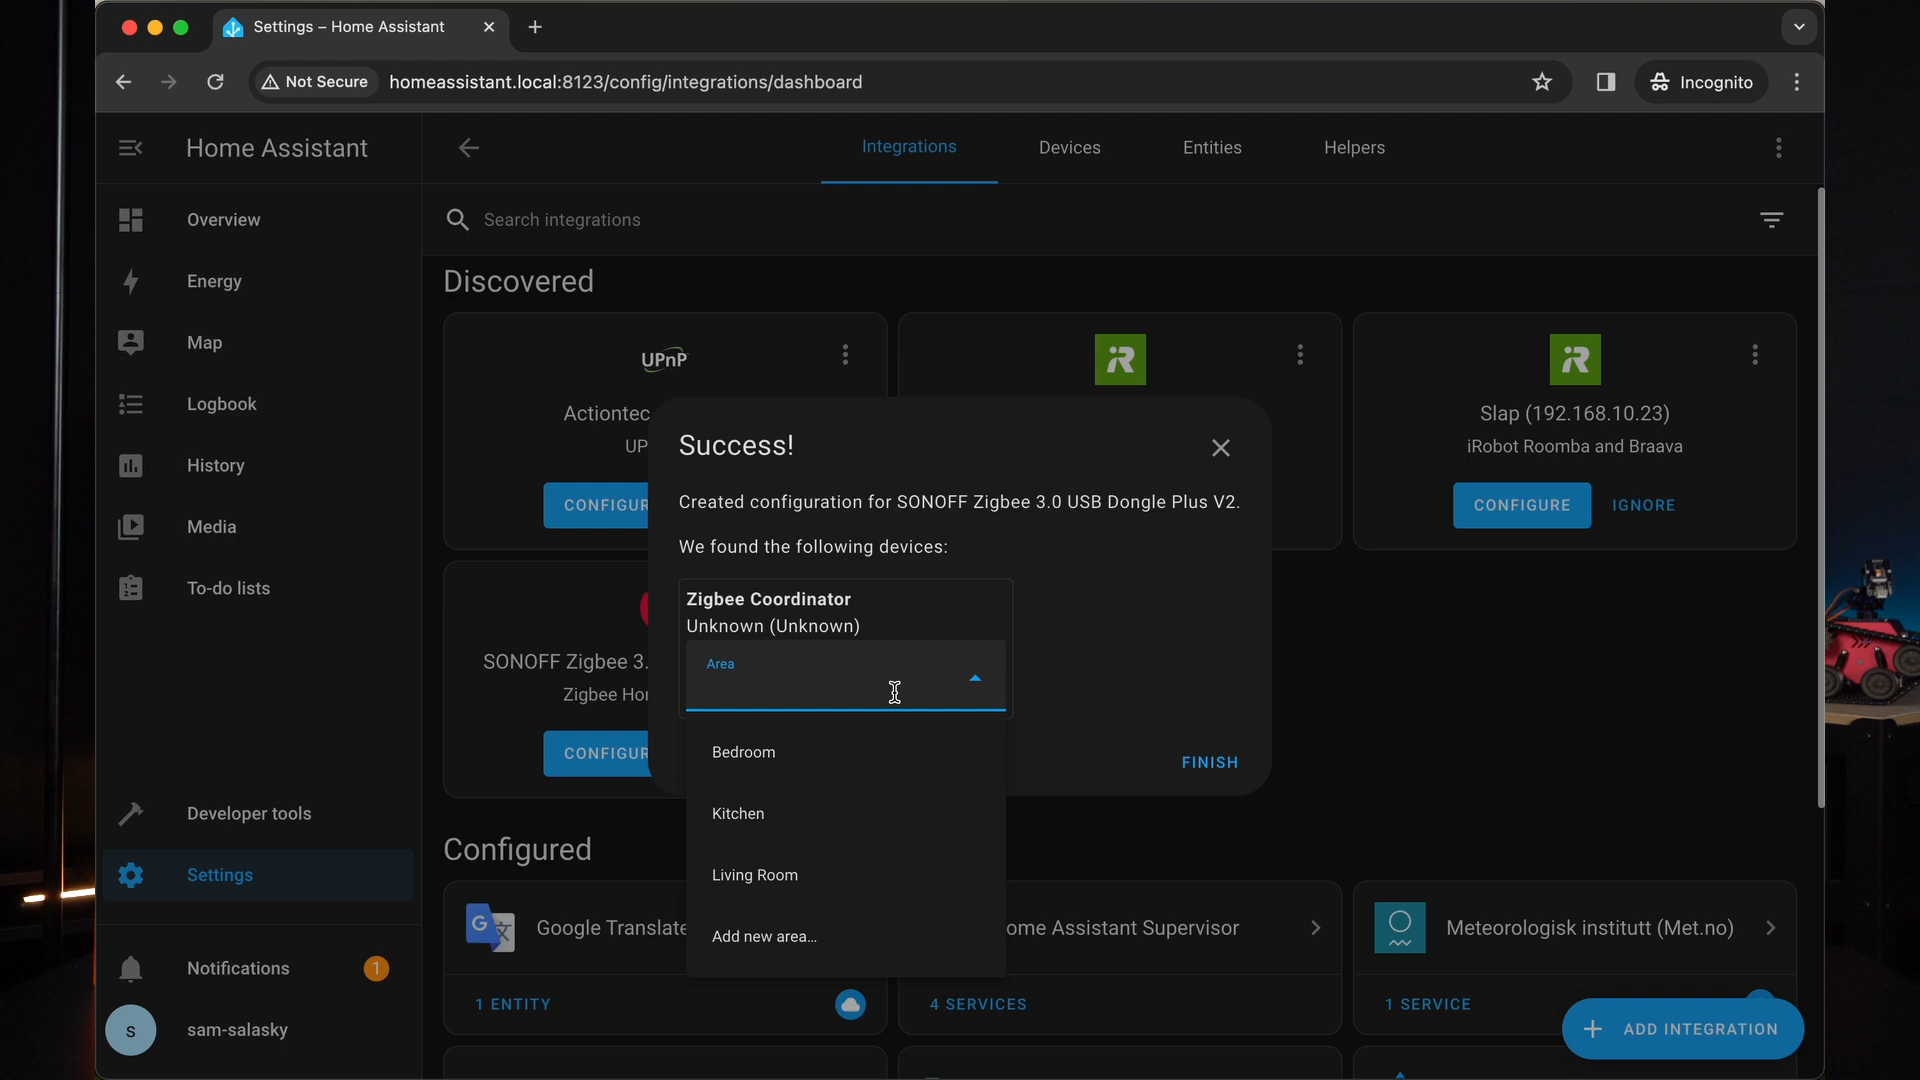 Settings – Home Assistant
Not Secure
homeassistant.local:8123/config/integrations/dashboard
Incognito
Home Assistant
Integrations
Devices
Entities
Helpers
Overview
Energy
Map
Logbook
History
Media
To-do lists
Developer tools
Settings
Notifications
1
s
sam-salasky
Search integrations
Discovered
UPnP
Actiontec
UP
CONFIGUR
iR
iR
Slap (192.168.10.23)
iRobot Roomba and Braava
CONFIGURE
IGNORE
SONOFF Zigbee 3.
Zigbee Ho
CONFIGUR
Success!
Created configuration for SONOFF Zigbee 3.0 USB Dongle Plus V2.
We found the following devices:
Zigbee Coordinator
Unknown (Unknown)
Area
Bedroom
Kitchen
Living Room
Add new area...
FINISH
Configured
G文
Google Translate
ome Assistant Supervisor
Meteorologisk institutt (Met.no)
1 ENTITY
4 SERVICES
1 SERVICE
ADD INTEGRATION